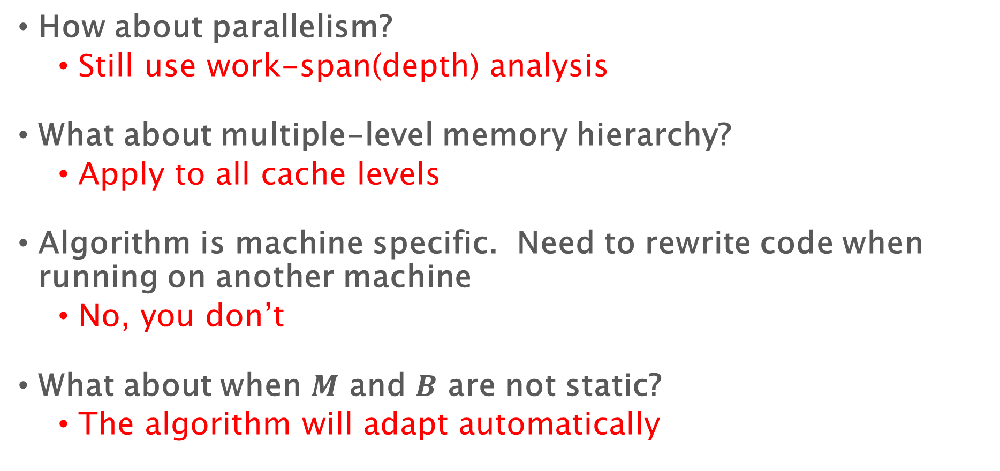 • How about parallelism?
• Still use work-span(depth) analysis
• What about multiple-level memory hierarchy?
• Apply to all cache levels
• Algorithm is machine specific.  Need to rewrite code when
running on another machine
• No, you don’t
• What about when M and B are not static?
• The algorithm will adapt automatically